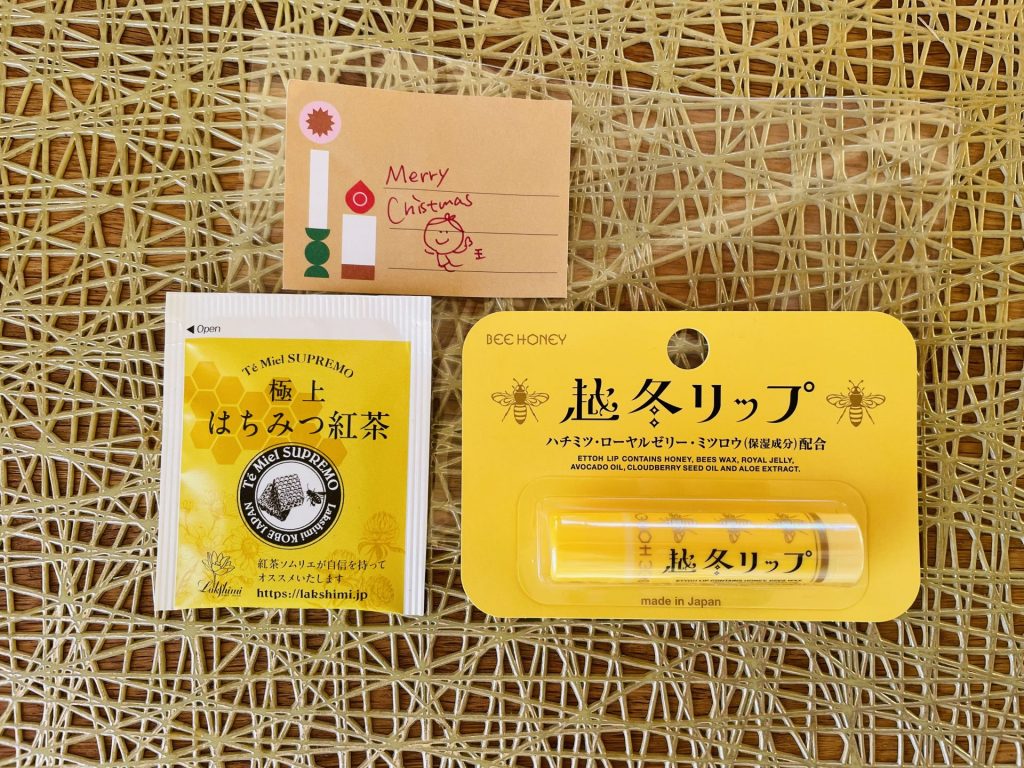 Merry
Chistmas
王
◀ Open
Té Miel SUPREMO
極上
はちみつ紅茶
Té Miel SUPREMO
Lakshimi KOBE JAPAN
Lakshimi
紅茶ソムリエが自信を持って
オススメいたします
https://lakshimi.jp
BEE HONEY
越冬リップ
ハチミツ・ローヤルゼリー・ミツロウ(保湿成分)配合
ETTOH LIP CONTAINS HONEY, BEES WAX, ROYAL JELLY,
AVOCADO OIL, CLOUDBERRY SEED OIL AND ALOE EXTRACT.
越冬リップ
made in Japan